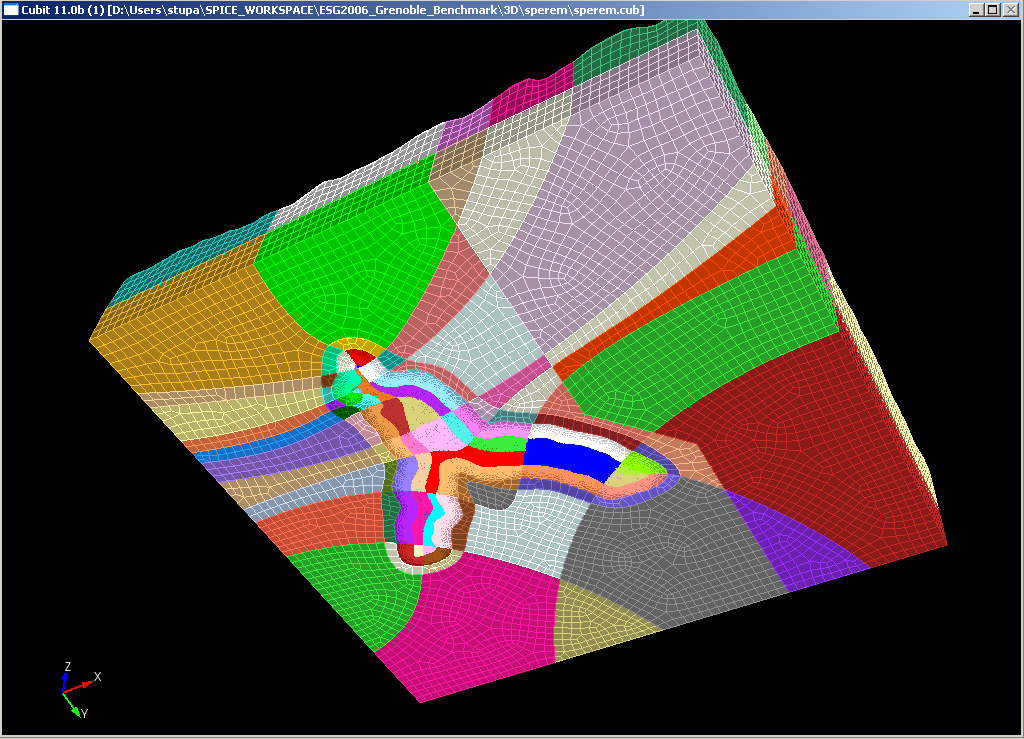 Cubit 11.0b (1) [D:\Users\stupa\SPICE_WORKSPACE\ESG2006_Grenoble_Benchmark\3D\sperem\sperem.cub]
Z
X
Y